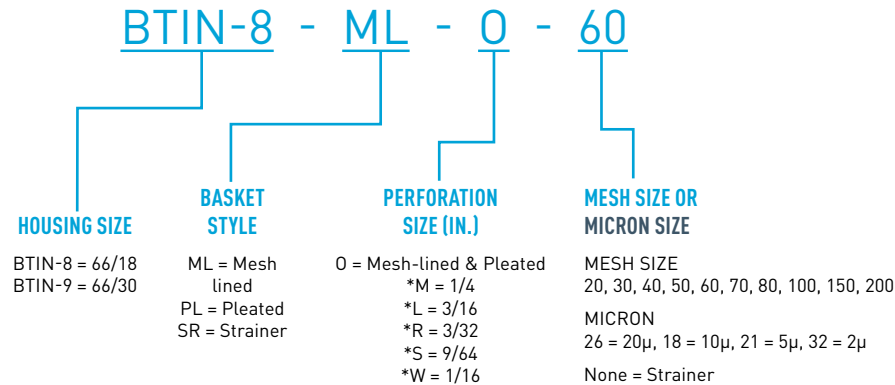 BTIN-8 - ML - O - 60
HOUSING SIZE
BTIN-8 = 66/18
BTIN-9 = 66/30
BASKET
STYLE
ML = Mesh
lined
PL = Pleated
SR = Strainer
PERFORATION
SIZE (IN.)
O = Mesh-lined & Pleated
*M = 1/4
*L = 3/16
*R = 3/32
*S = 9/64
*W = 1/16
MESH SIZE OR
MICRON SIZE
MESH SIZE
20, 30, 40, 50, 60, 70, 80, 100, 150, 200
MICRON
26 = 20µ, 18 = 10µ, 21 = 5µ, 32 = 2µ
None = Strainer